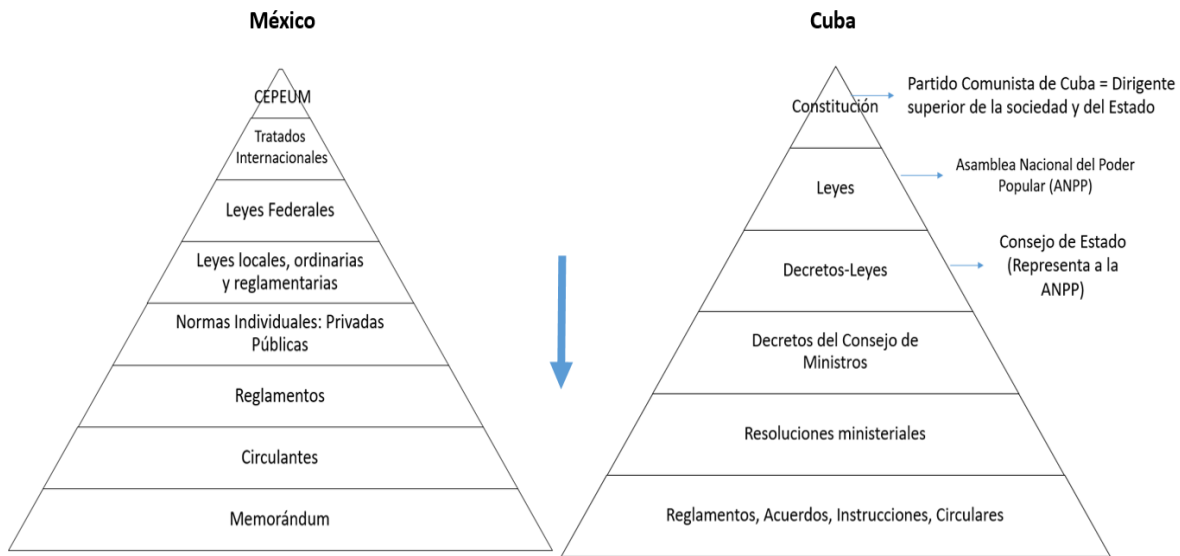 México
CEPEUM
Tratados
Internacionales
Leyes Federales
Leyes locales, ordinarias
y reglamentarias
Normas Individuales: Privadas
Públicas
Reglamentos
Circulantes
Memorándum
Cuba
Constitución
Partido Comunista de Cuba = Dirigente
superior de la sociedad y del Estado
Leyes
Asamblea Nacional del Poder
Popular (ANPP)
Decretos-Leyes
Consejo de Estado
(Representa a la
ANPP)
Decretos del Consejo de
Ministros
Resoluciones ministeriales
Reglamentos, Acuerdos, Instrucciones, Circulares